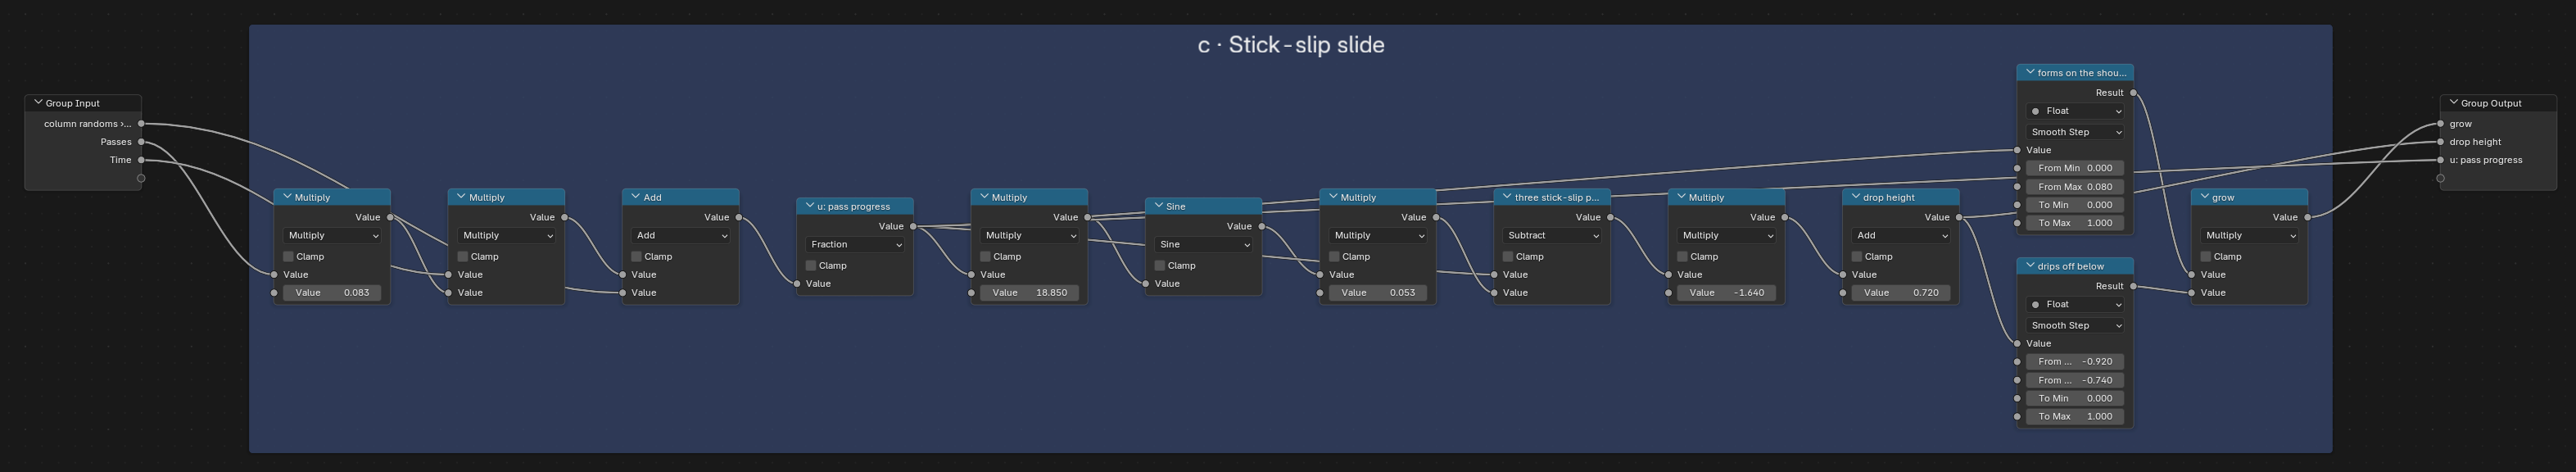 c · Stick-slip slide
Group Input
column randoms ›...
Passes
Time
Multiply
Value
Multiply
Clamp
Value
Value 0.083
Multiply
Value
Multiply
Clamp
Value
Value
Add
Value
Add
Clamp
Value
Value
u: pass progress
Value
Fraction
Clamp
Value
Multiply
Value
Multiply
Clamp
Value
Value 18.850
Sine
Value
Sine
Clamp
Value
Multiply
Value
Multiply
Clamp
Value
Value 0.053
three stick-slip p...
Value
Subtract
Clamp
Value
Value
Multiply
Value
Multiply
Clamp
Value
Value -1.640
drop height
Value
Add
Clamp
Value
Value 0.720
forms on the shou...
Result
Float
Smooth Step
Value
From Min 0.000
From Max 0.080
To Min 0.000
To Max 1.000
drips off below
Result
Float
Smooth Step
Value
From ... -0.920
From ... -0.740
To Min 0.000
To Max 1.000
grow
Value
Multiply
Clamp
Value
Value
Group Output
grow
drop height
u: pass progress